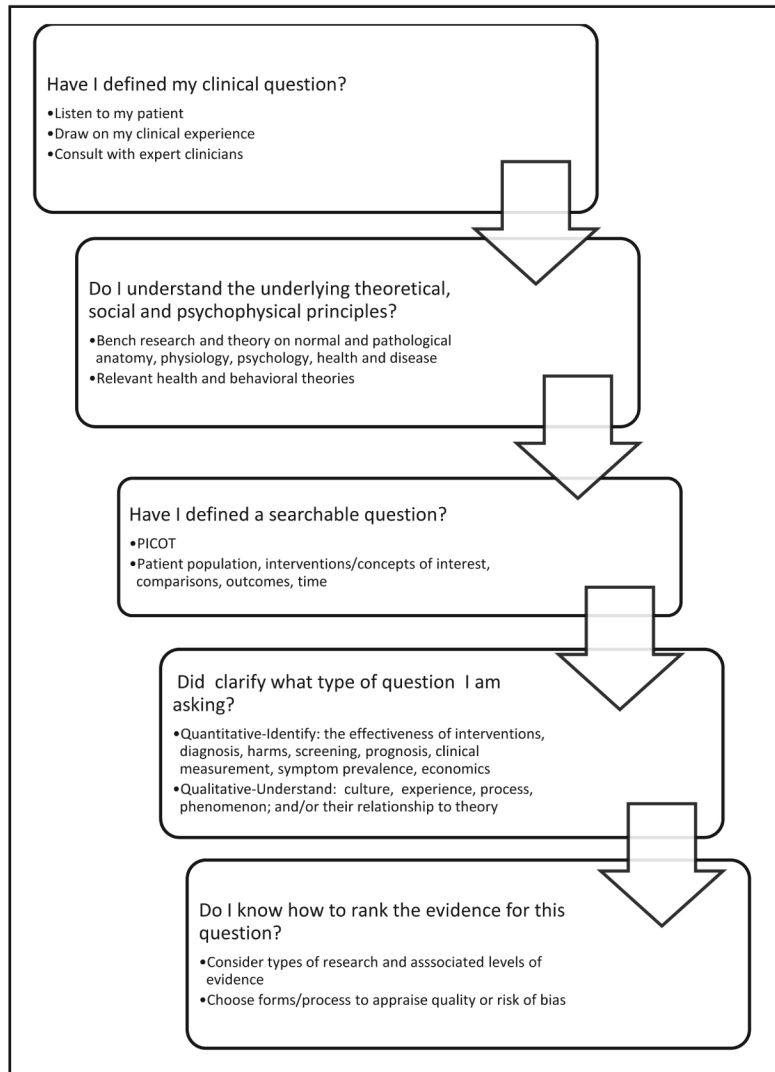 Have I defined my clinical question?
•Listen to my patient
•Draw on my clinical experience
•Consult with expert clinicians
Do I understand the underlying theoretical,
social and psychophysical principles?
•Bench research and theory on normal and pathological
anatomy, physiology, psychology, health and disease
•Relevant health and behavioral theories
Have I defined a searchable question?
•PICOT
•Patient population, interventions/concepts of interest,
comparisons, outcomes, time
Did clarify what type of question I am
asking?
•Quantitative-Identify: the effectiveness of interventions,
diagnosis, harms, screening, prognosis, clinical
measurement, symptom prevalence, economics
•Qualitative-Understand: culture, experience, process,
phenomenon; and/or their relationship to theory
Do I know how to rank the evidence for this
question?
•Consider types of research and asssociated levels of
evidence
•Choose forms/process to appraise quality or risk of bias